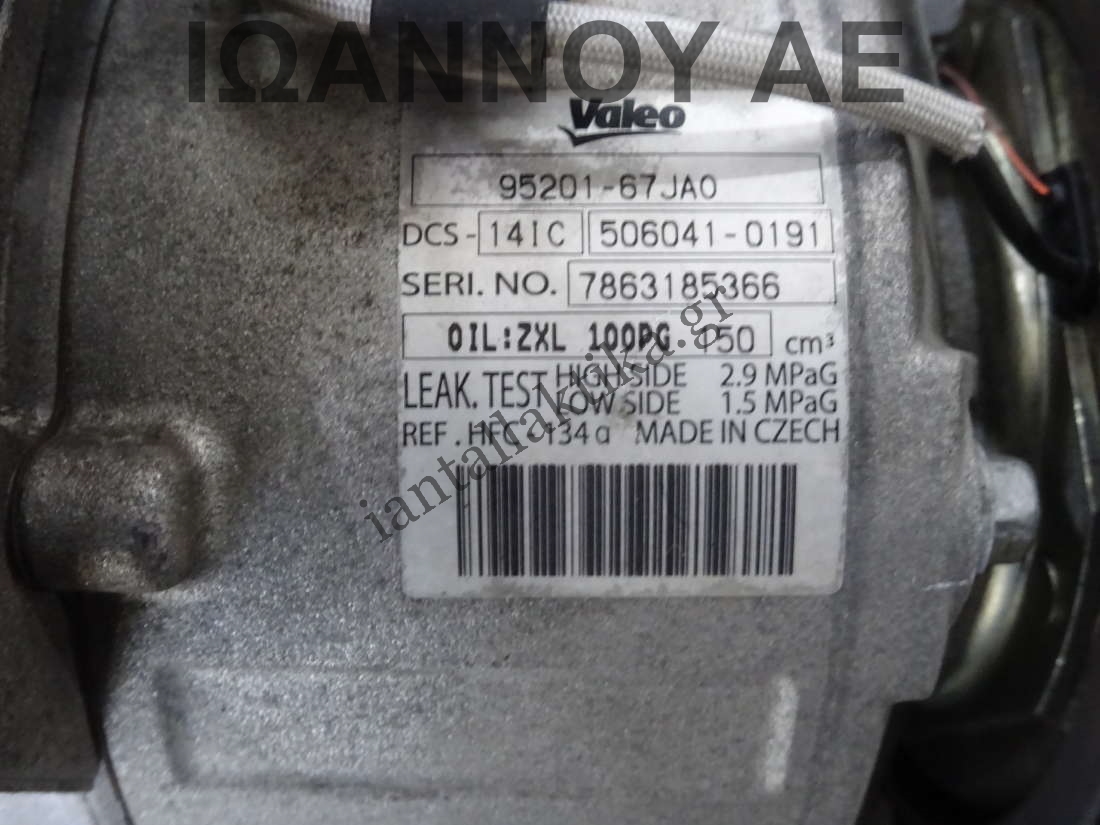 ΙΩΑΝΝΟΥ ΑΕ
Valeo
95201-67JA0
DCS- 14IC 506041-0191
SERI. NO. 7863185366
OIL:ZXL 100PG 150 cm³
LEAK. TEST HIGH SIDE 2.9 MPaG
LOW SIDE 1.5 MPaG
REF. HFC-134a MADE IN CZECH
iantallaktika.gr